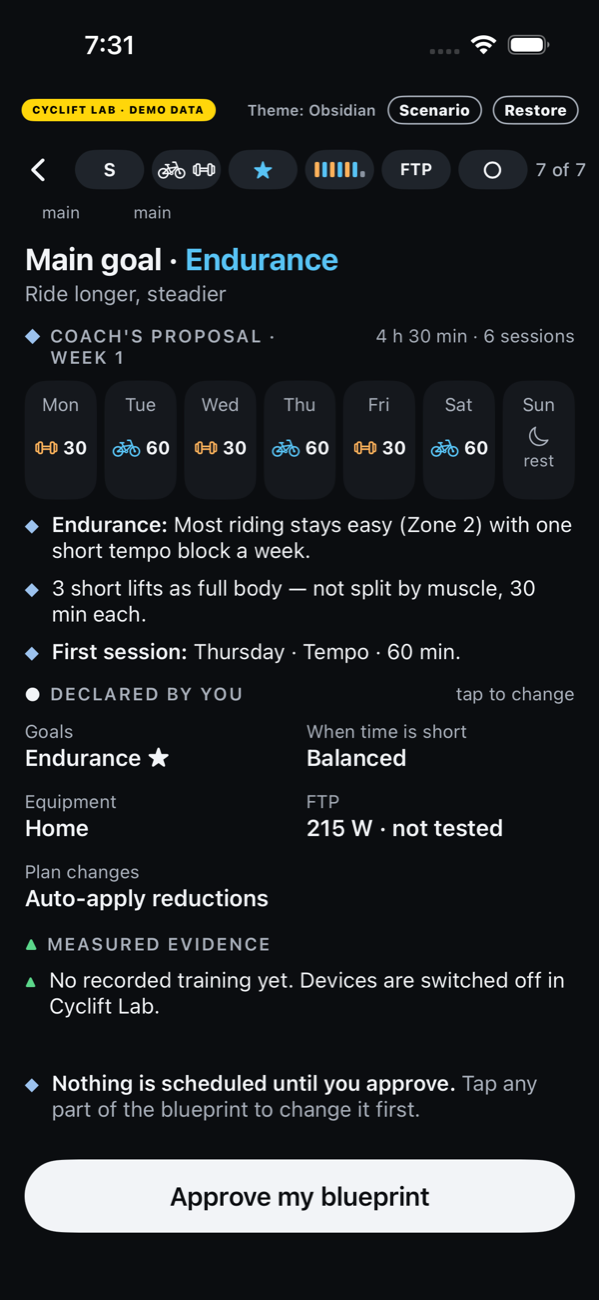 7:31
CYCLIFT LAB · DEMO DATA
Theme: Obsidian
Scenario
Restore
S
FTP
7 of 7
main
main
Main goal · Endurance
Ride longer, steadier
COACH'S PROPOSAL · WEEK 1
4 h 30 min · 6 sessions
Mon
Tue
Wed
Thu
Fri
Sat
Sun
30
60
30
60
30
60
rest
Endurance: Most riding stays easy (Zone 2) with one
short tempo block a week.
3 short lifts as full body — not split by muscle, 30
min each.
First session: Thursday · Tempo · 60 min.
DECLARED BY YOU
tap to change
Goals
When time is short
Endurance ★
Balanced
Equipment
FTP
Home
215 W · not tested
Plan changes
Auto-apply reductions
MEASURED EVIDENCE
No recorded training yet. Devices are switched off in
Cyclift Lab.
Nothing is scheduled until you approve. Tap any
part of the blueprint to change it first.
Approve my blueprint